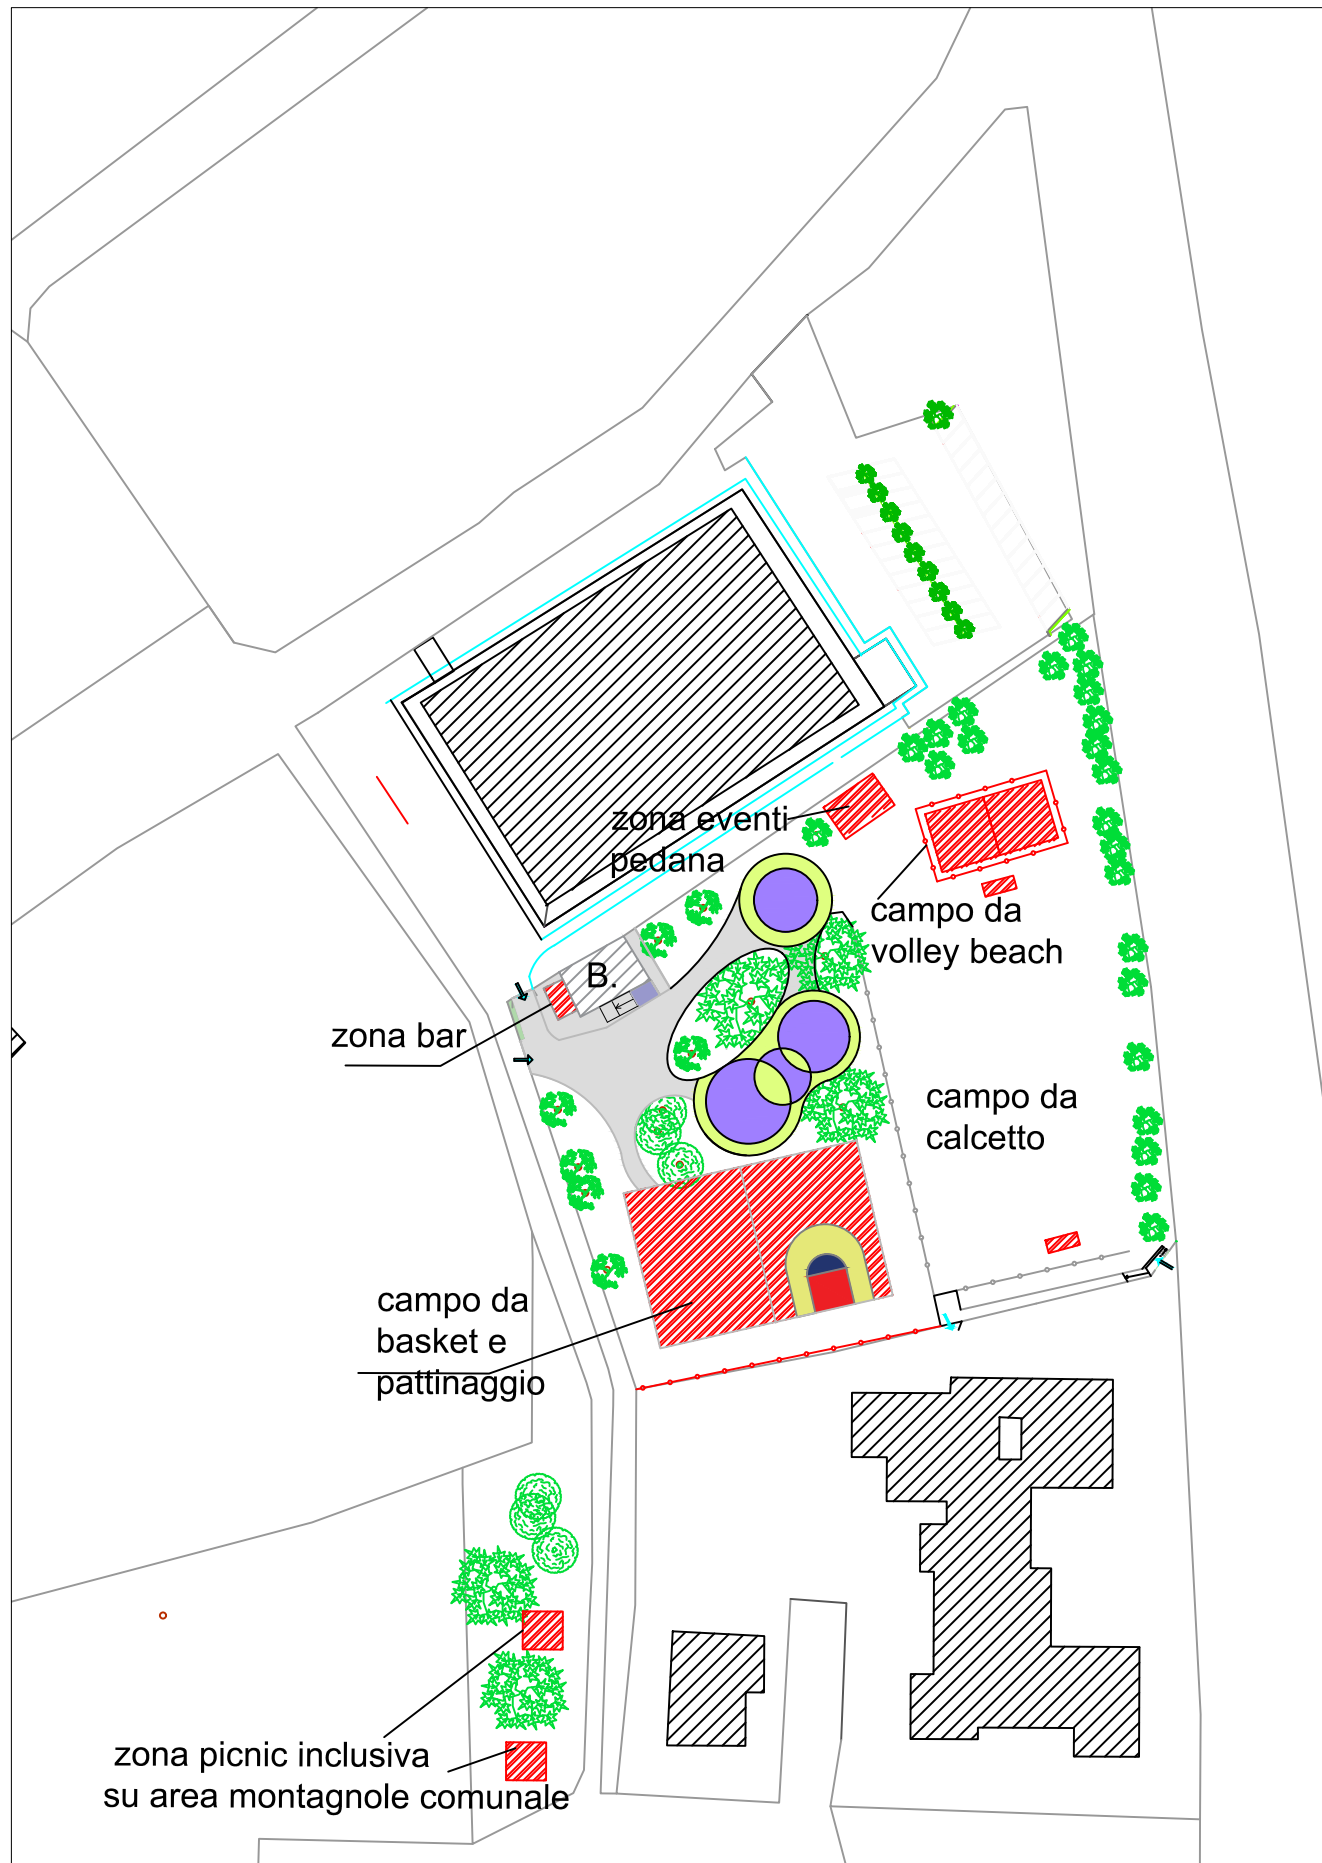 zona eventi
pedana
campo da
volley beach
B.
zona bar
campo da
calcetto
campo da
basket e
pattinaggio
zona picnic inclusiva
su area montagnole comunale